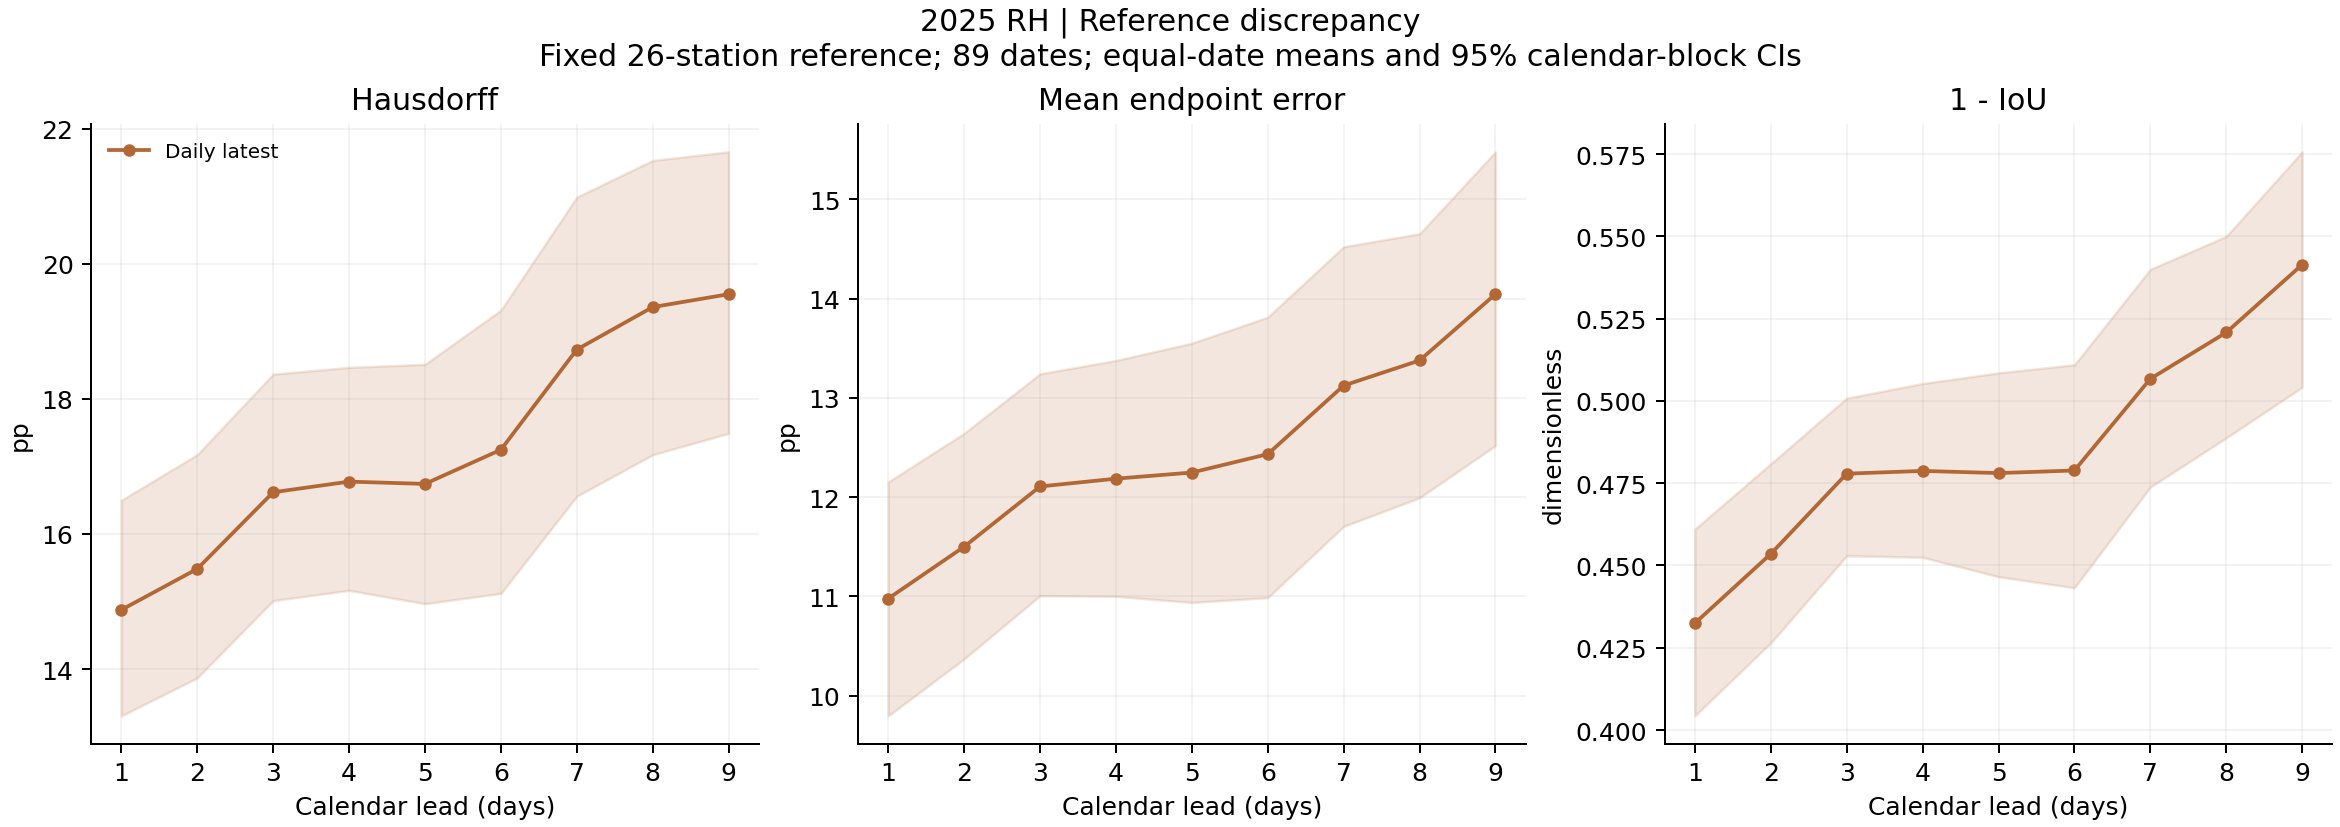 2025 RH | Reference discrepancy
Fixed 26-station reference; 89 dates; equal-date means and 95% calendar-block CIs
Hausdorff
22
20
18
16
14
pp
Daily latest
1 2 3 4 5 6 7 8 9
Calendar lead (days)
Mean endpoint error
15
14
13
12
11
10
pp
1 2 3 4 5 6 7 8 9
Calendar lead (days)
1 - IoU
0.575
0.550
0.525
0.500
0.475
0.450
0.425
0.400
dimensionless
1 2 3 4 5 6 7 8 9
Calendar lead (days)